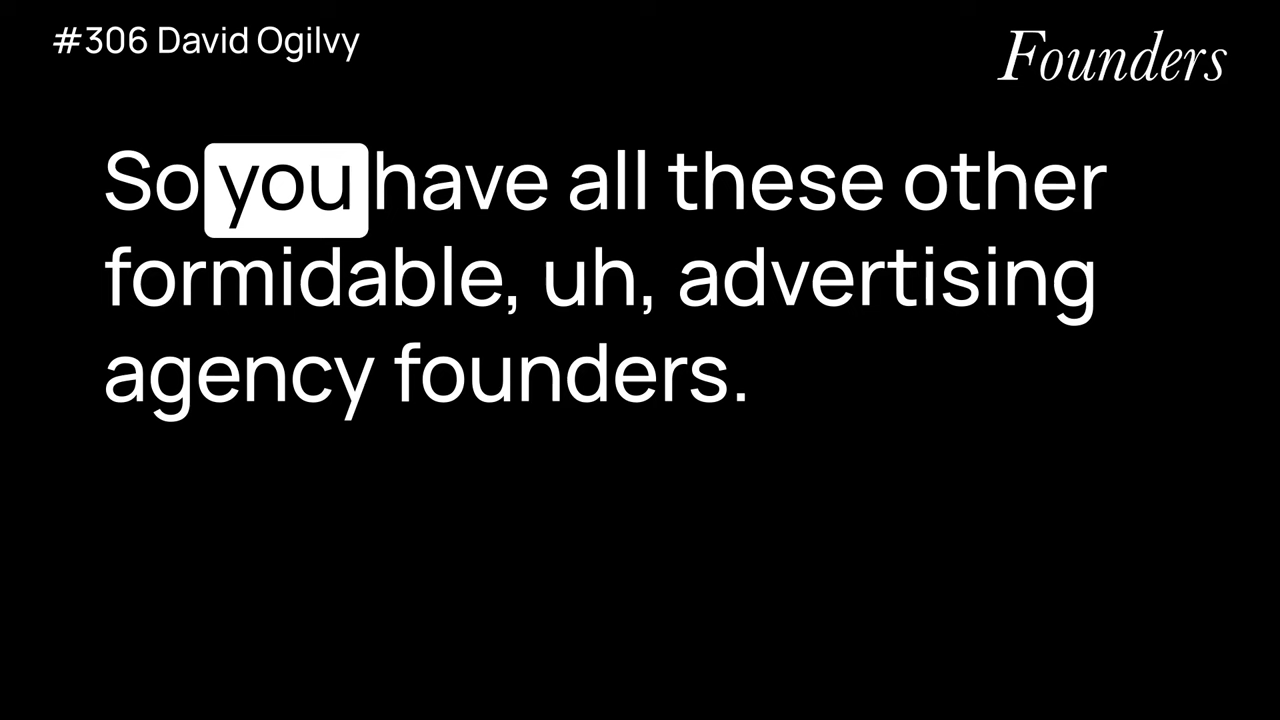 #306 David Ogilvy
Founders
So you have all these other
formidable, uh, advertising
agency founders.